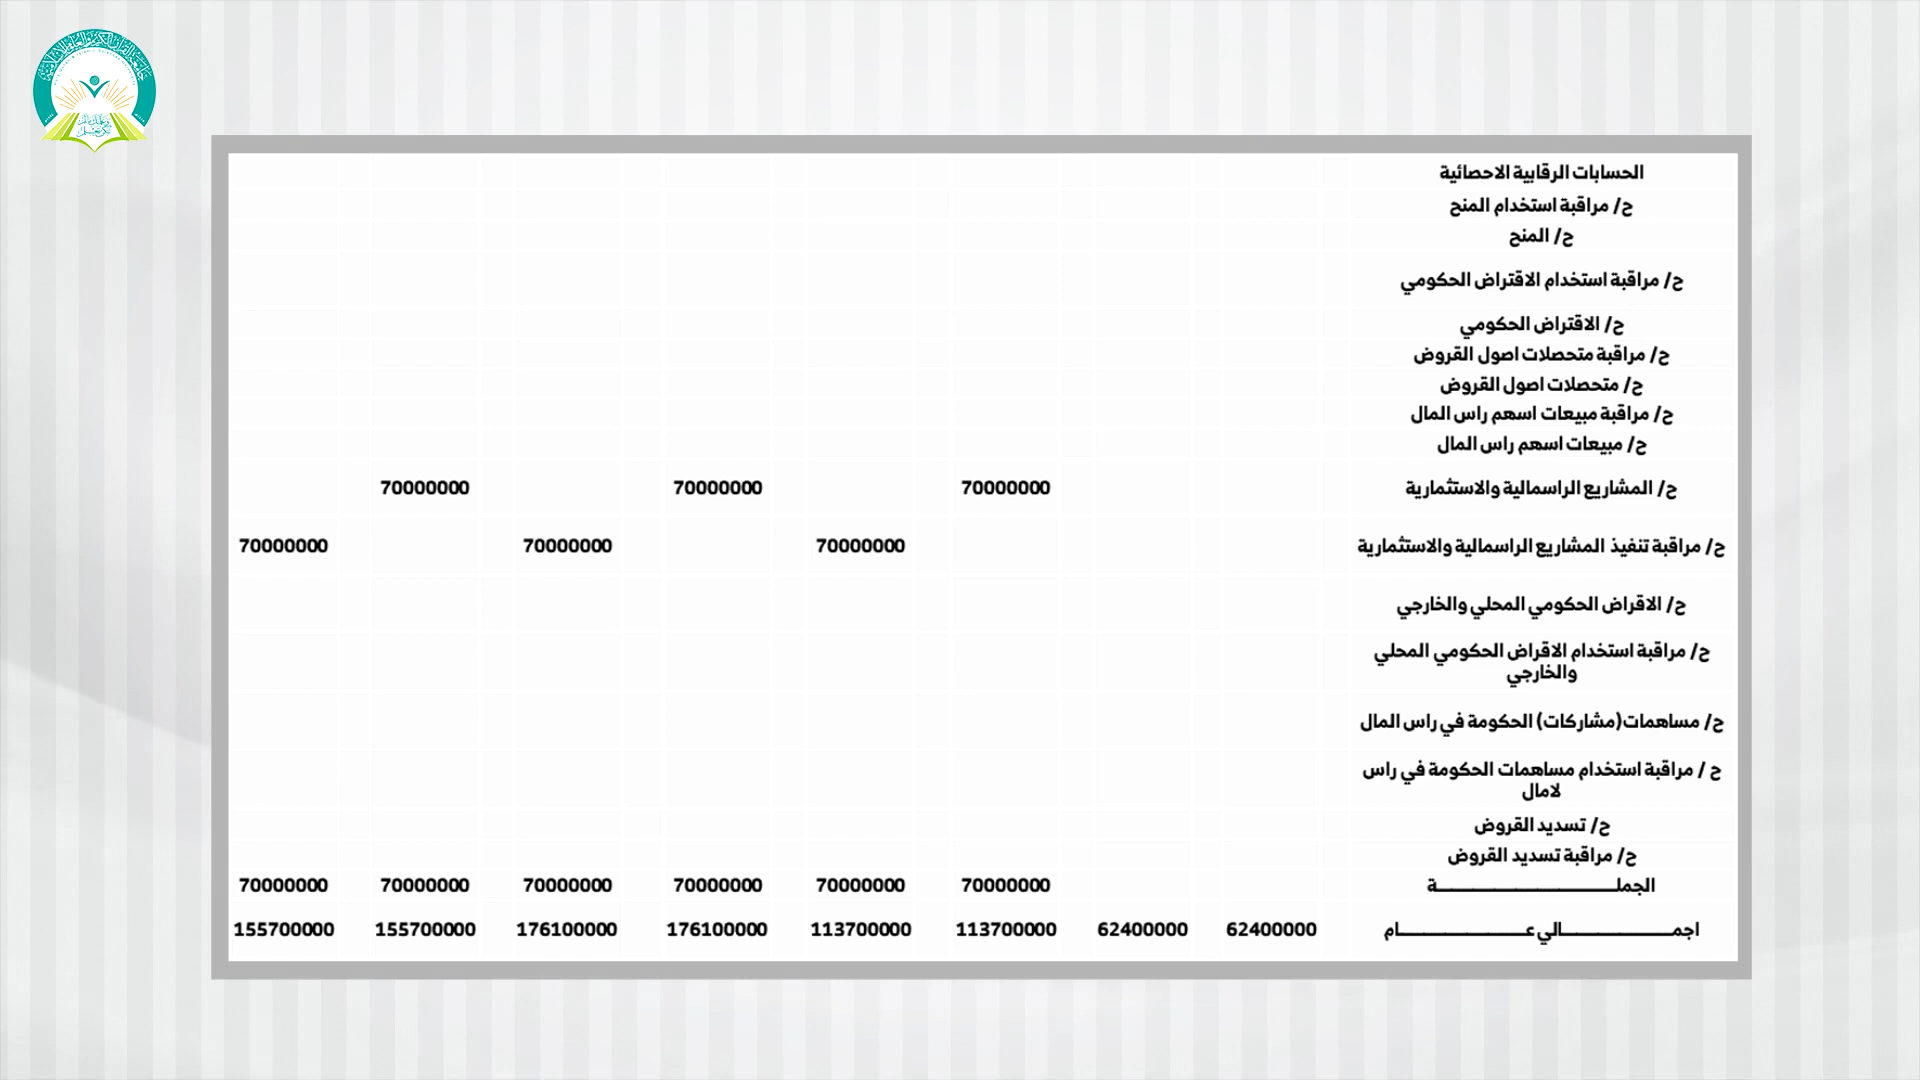 الحسابات الرقابية الاحصائية
ح/ مراقبة استخدام المنح
ح/ المنح
ح/ مراقبة استخدام الاقتراض الحكومي
ح/ الاقتراض الحكومي
ح/ مراقبة متحصلات اصول القروض
ح/ متحصلات اصول القروض
ح/ مراقبة مبيعات اسهم راس المال
ح/ مبيعات اسهم راس المال
ح/ المشاريع الراسمالية والاستثمارية 70000000 70000000 70000000
ح/ مراقبة تنفيذ المشاريع الراسمالية والاستثمارية 70000000 70000000 70000000
ح/ الاقراض الحكومي المحلي والخارجي
ح/ مراقبة استخدام الاقراض الحكومي المحلي
والخارجي
ح/ مساهمات(مشاركات) الحكومة في راس المال
ح / مراقبة استخدام مساهمات الحكومة في راس
لامال
ح/ تسديد القروض
ح/ مراقبة تسديد القروض
الجملـــــــــــــــــــــة 70000000 70000000 70000000 70000000 70000000 70000000
اجمـــــــــــــــــالي عـــــــــــــــــام 62400000 62400000 113700000 113700000 176100000 176100000 155700000 155700000